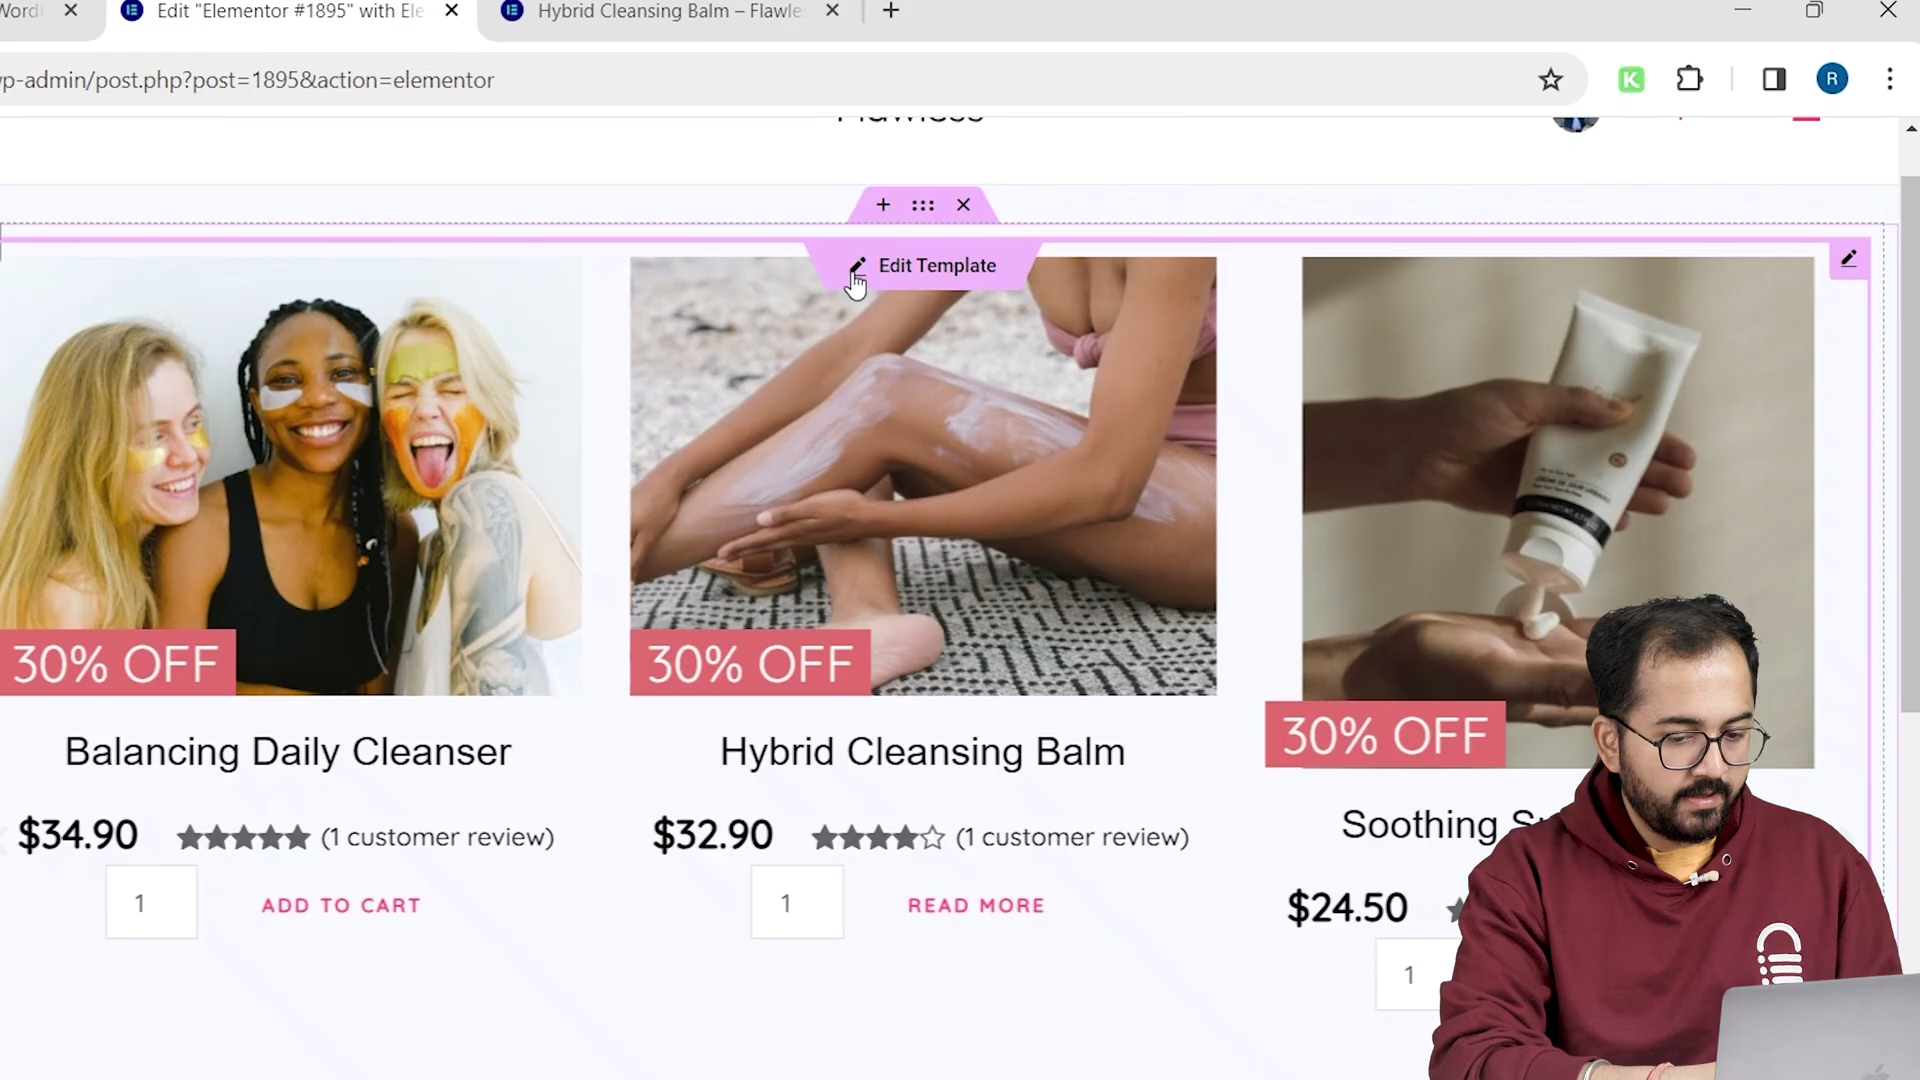 Edit "Elementor #1895" with Ele
Hybrid Cleansing Balm – Flawle
/p-admin/post.php?post=1895&action=elementor
K
R
Flawless
Edit Template
30% OFF
30% OFF
30% OFF
Balancing Daily Cleanser
Hybrid Cleansing Balm
Soothing
$34.90
(1 customer review)
$32.90
(1 customer review)
$24.50
1
ADD TO CART
1
READ MORE
1